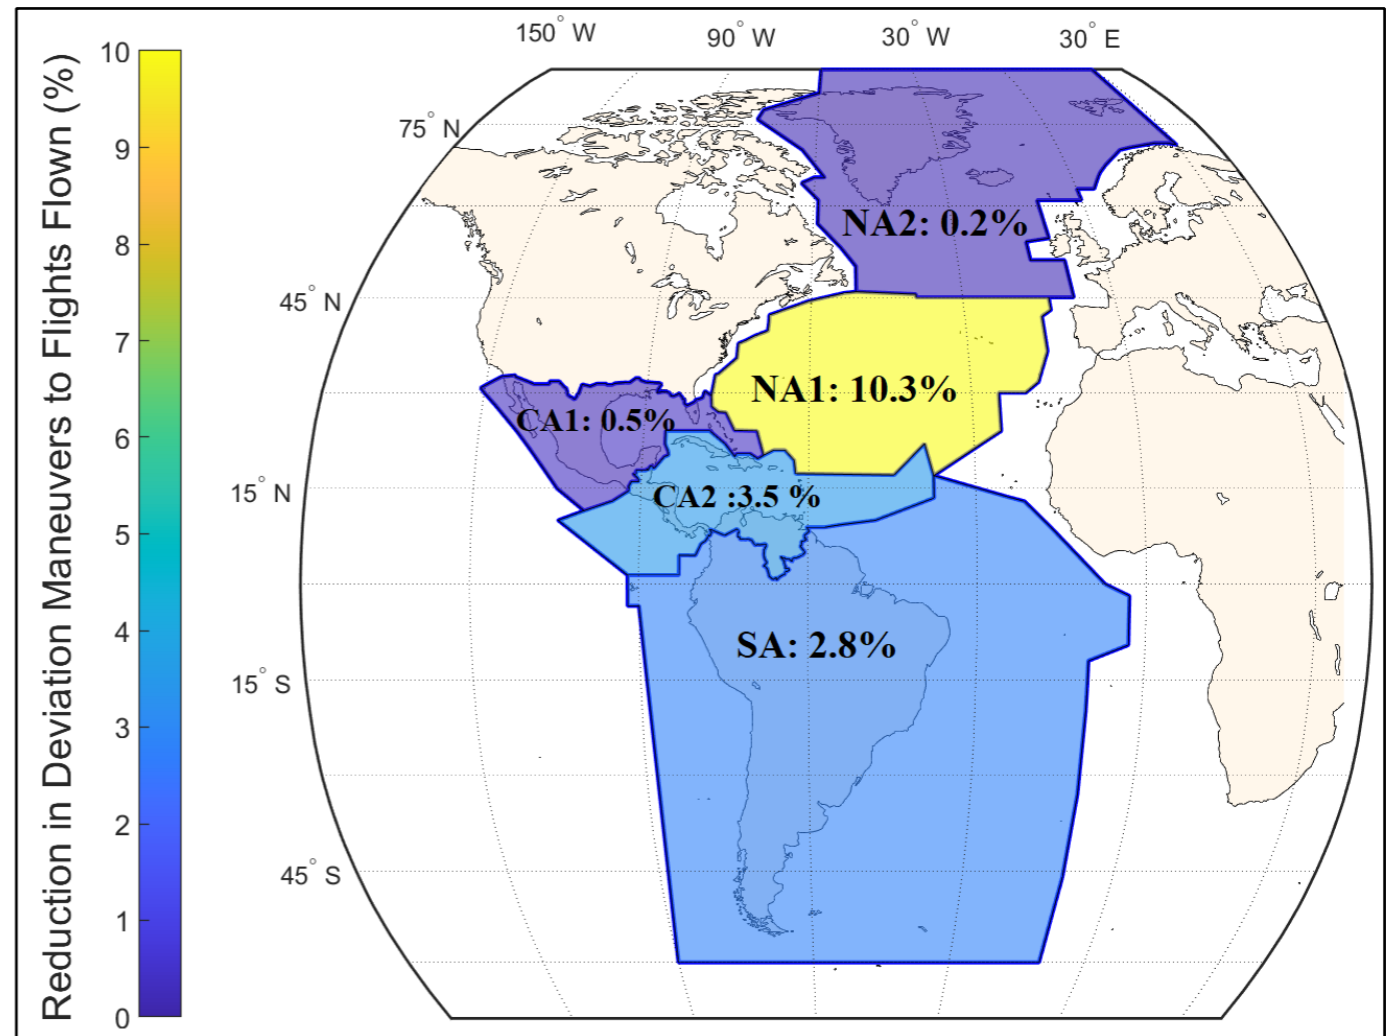 Reduction in Deviation Maneuvers to Flights Flown (%)
10
9
8
7
6
5
4
3
2
1
0
150° W
90° W
30° W
30° E
75° N
45° N
15° N
15° S
45° S
NA2: 0.2%
NA1: 10.3%
CA1: 0.5%
CA2 :3.5 %
SA: 2.8%